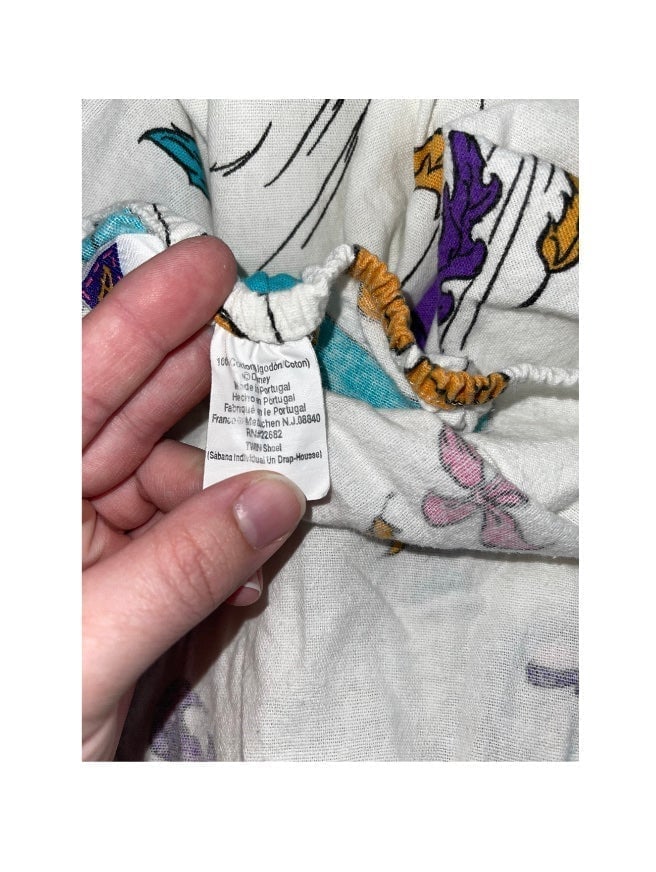 100% Cotton(Algodón/Coton)
© Disney
Made in Portugal
Hecho en Portugal
Fabriqué en le Portugal
Franco® Metuchen N.J.08840
RN#22682
TWIN Sheet
(Sábana Individual Un Drap-Housse)